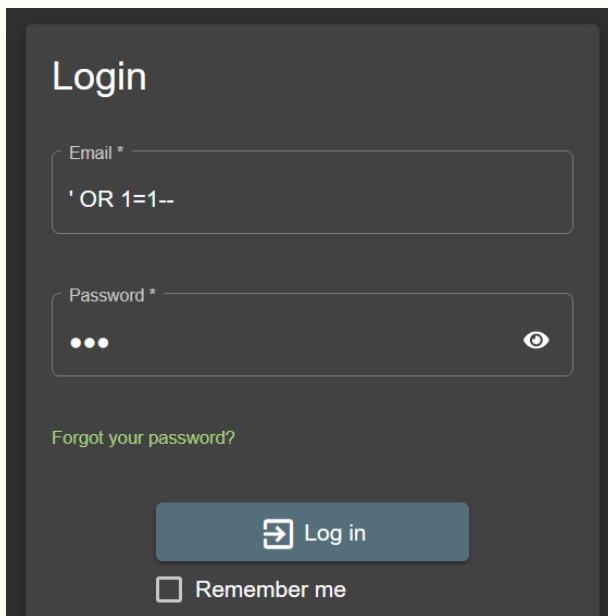 Login
Email *
' OR 1=1--
Password *
•••
Forgot your password?
Log in
Remember me